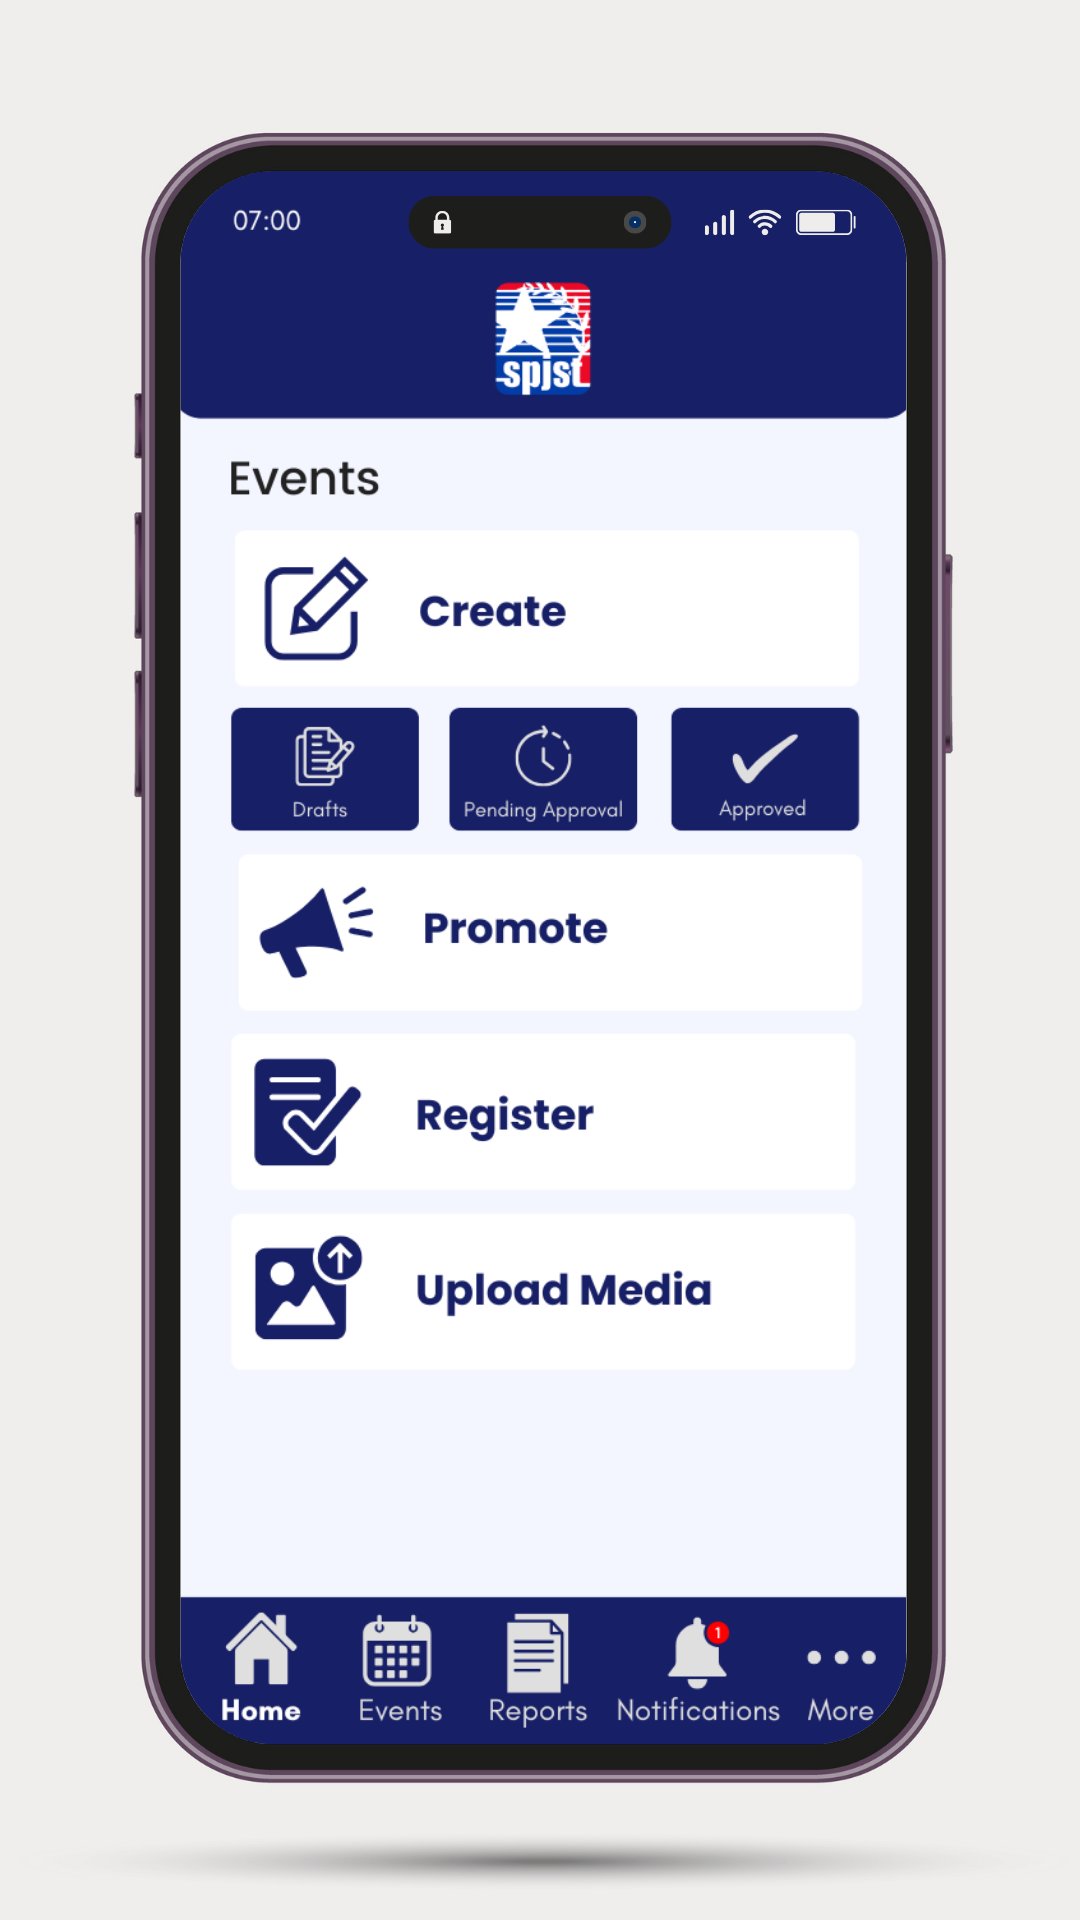 07:00
spjst
Events
Create
Drafts
Pending Approval
Approved
Promote
Register
Upload Media
1
Home
Events
Reports
Notifications
More